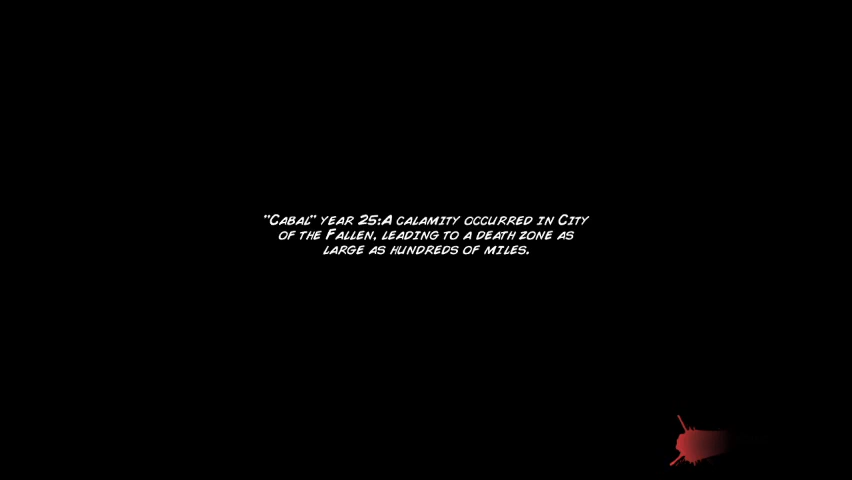 "Cabal" year 25:A calamity occurred in City
of the Fallen, leading to a death zone as
large as hundreds of miles.